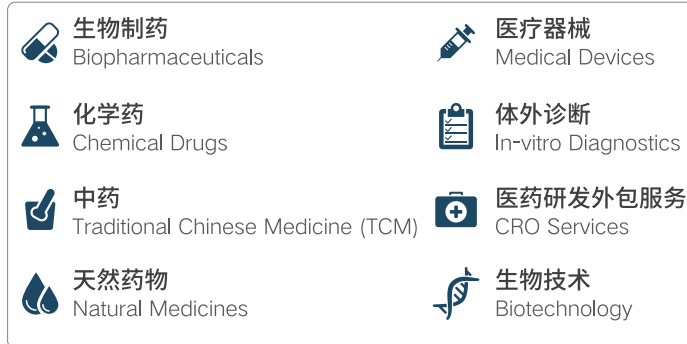 生物制药
Biopharmaceuticals
化学药
Chemical Drugs
中药
Traditional Chinese Medicine (TCM)
天然药物
Natural Medicines
医疗器械
Medical Devices
体外诊断
In-vitro Diagnostics
医药研发外包服务
CRO Services
生物技术
Biotechnology